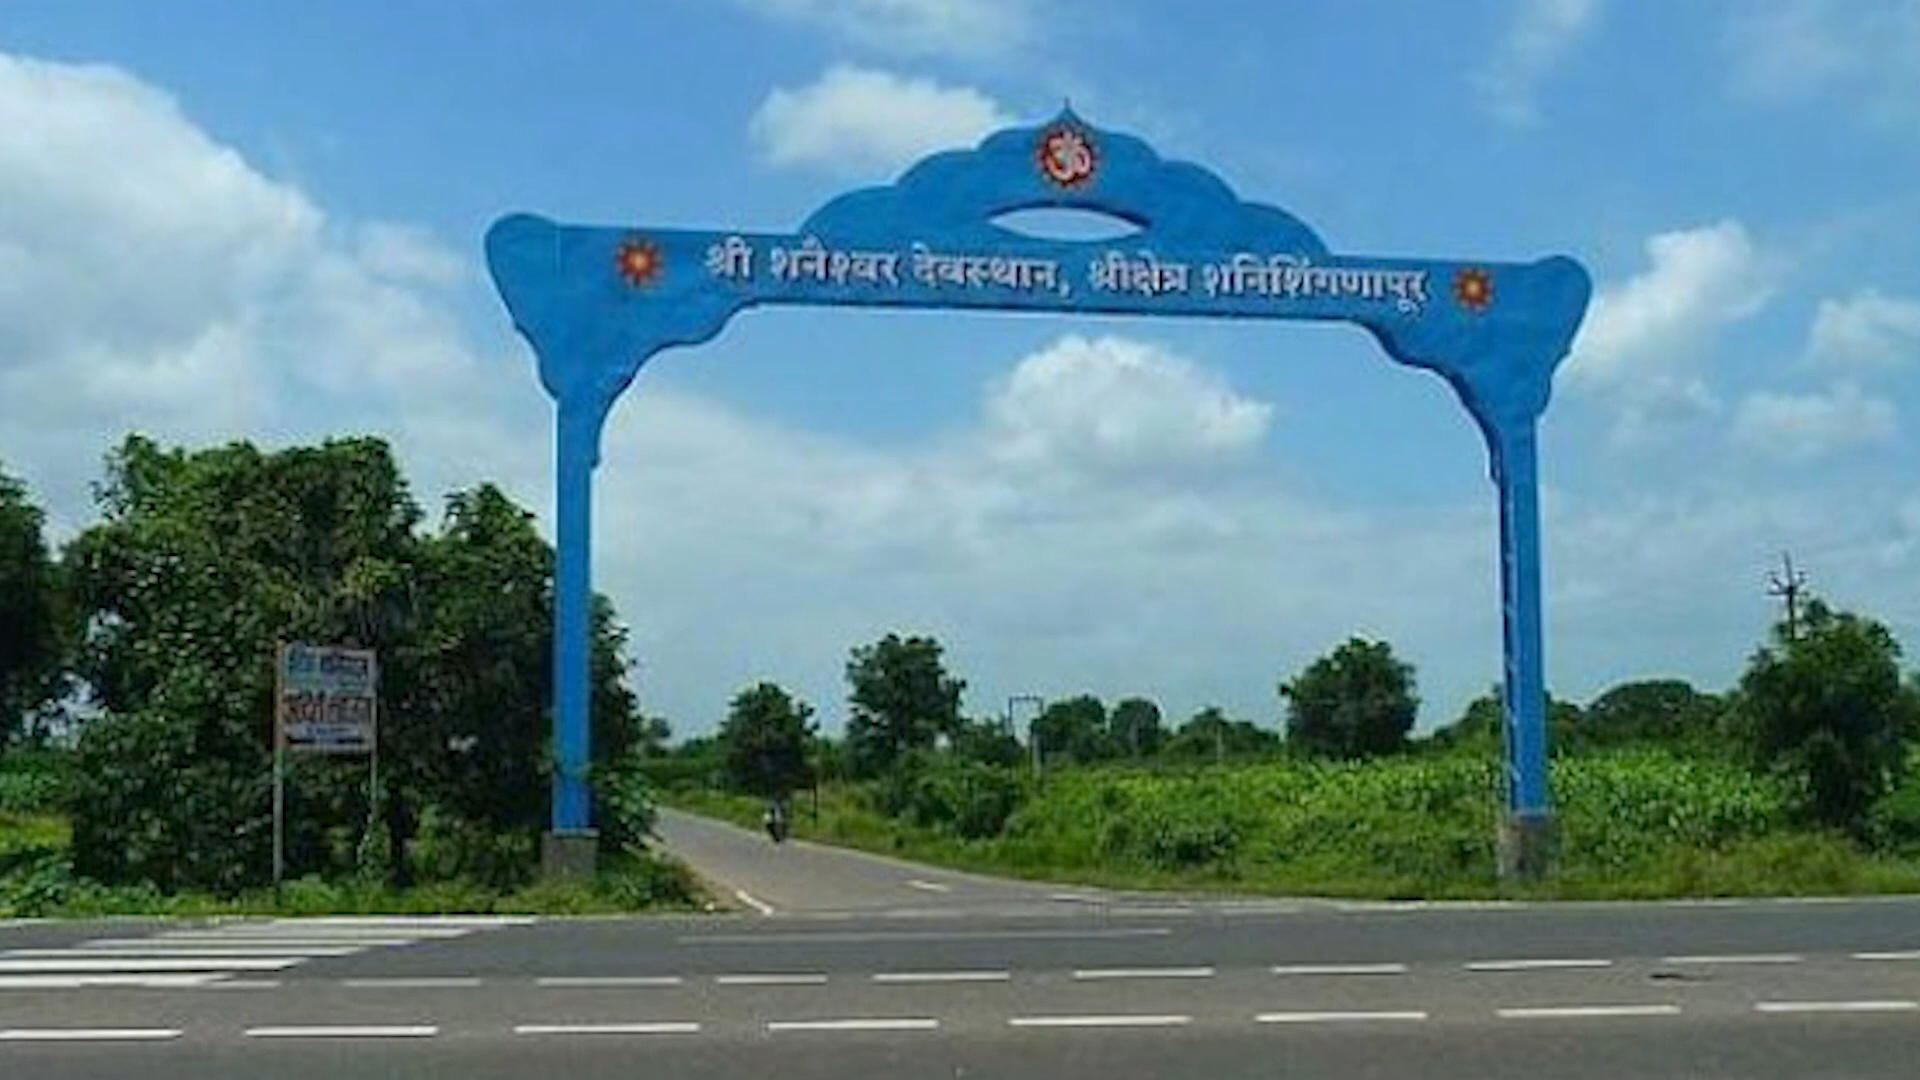 ॐ
श्री शनैश्वर देवस्थान, श्रीक्षेत्र शनिशिंगणापूर